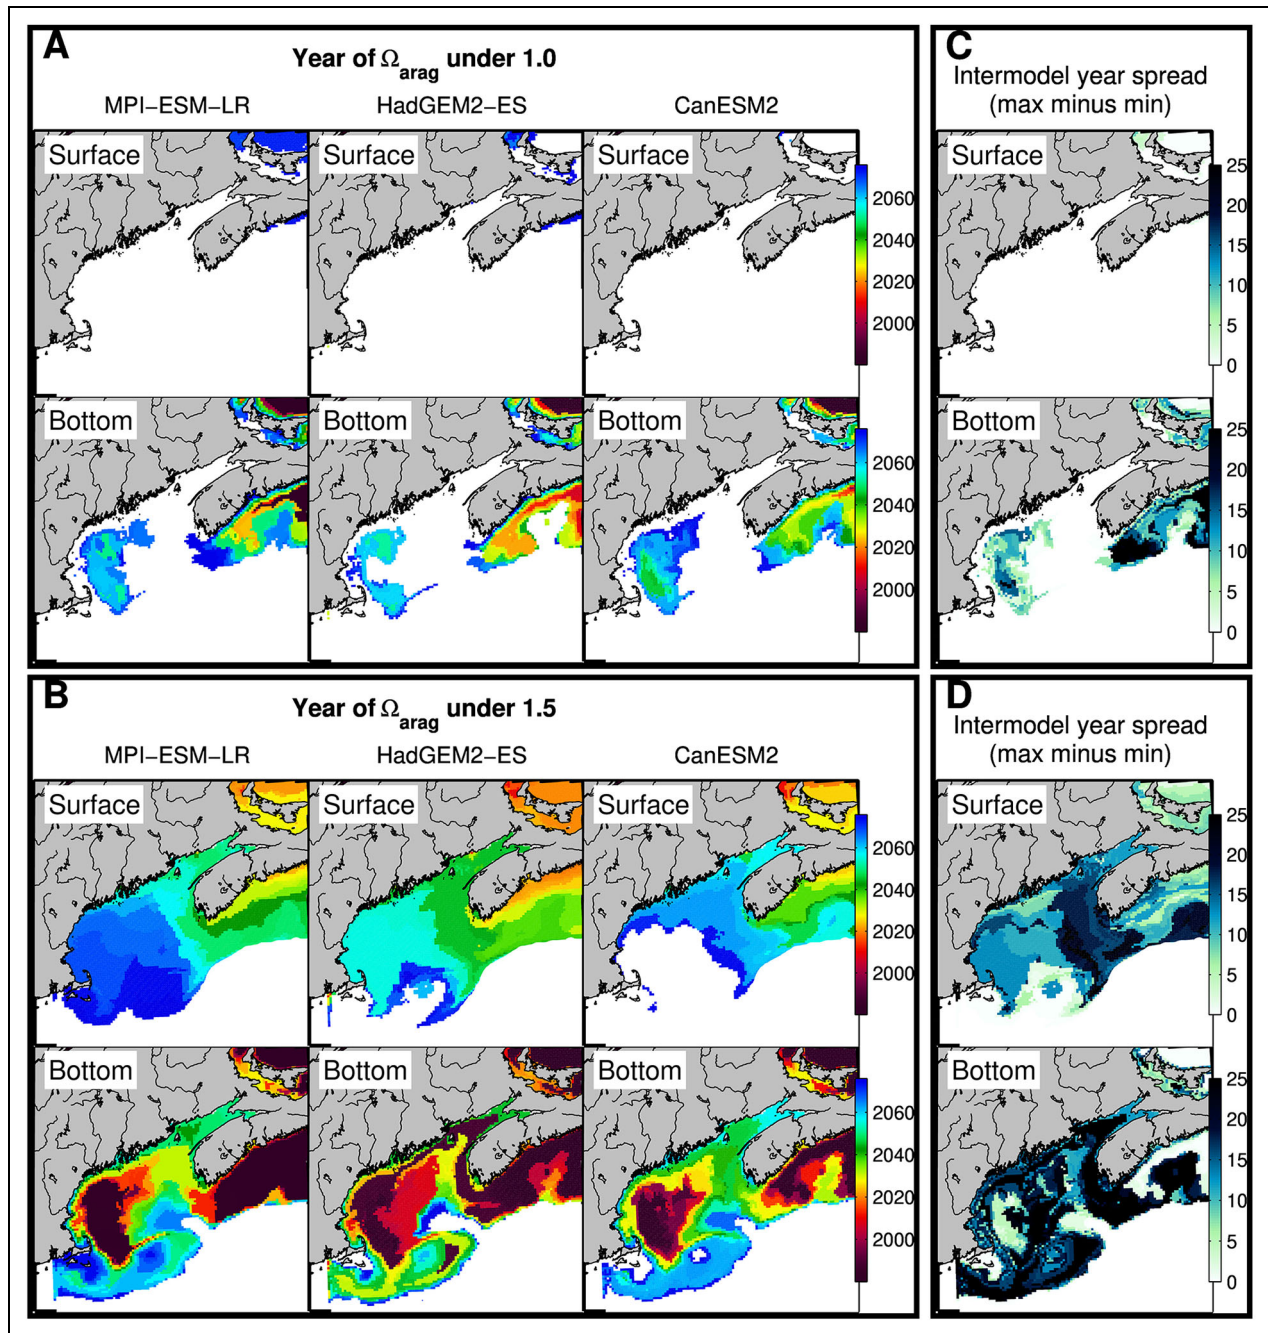 A
Year of Ωarag under 1.0
MPI−ESM−LR HadGEM2−ES CanESM2
Surface Surface Surface
2060
2040
2020
2000
Bottom Bottom Bottom
2060
2040
2020
2000
C
Intermodel year spread
(max minus min)
Surface
25
20
15
10
5
0
Bottom
25
20
15
10
5
0
B
Year of Ωarag under 1.5
MPI−ESM−LR HadGEM2−ES CanESM2
Surface Surface Surface
2060
2040
2020
2000
Bottom Bottom Bottom
2060
2040
2020
2000
D
Intermodel year spread
(max minus min)
Surface
25
20
15
10
5
0
Bottom
25
20
15
10
5
0